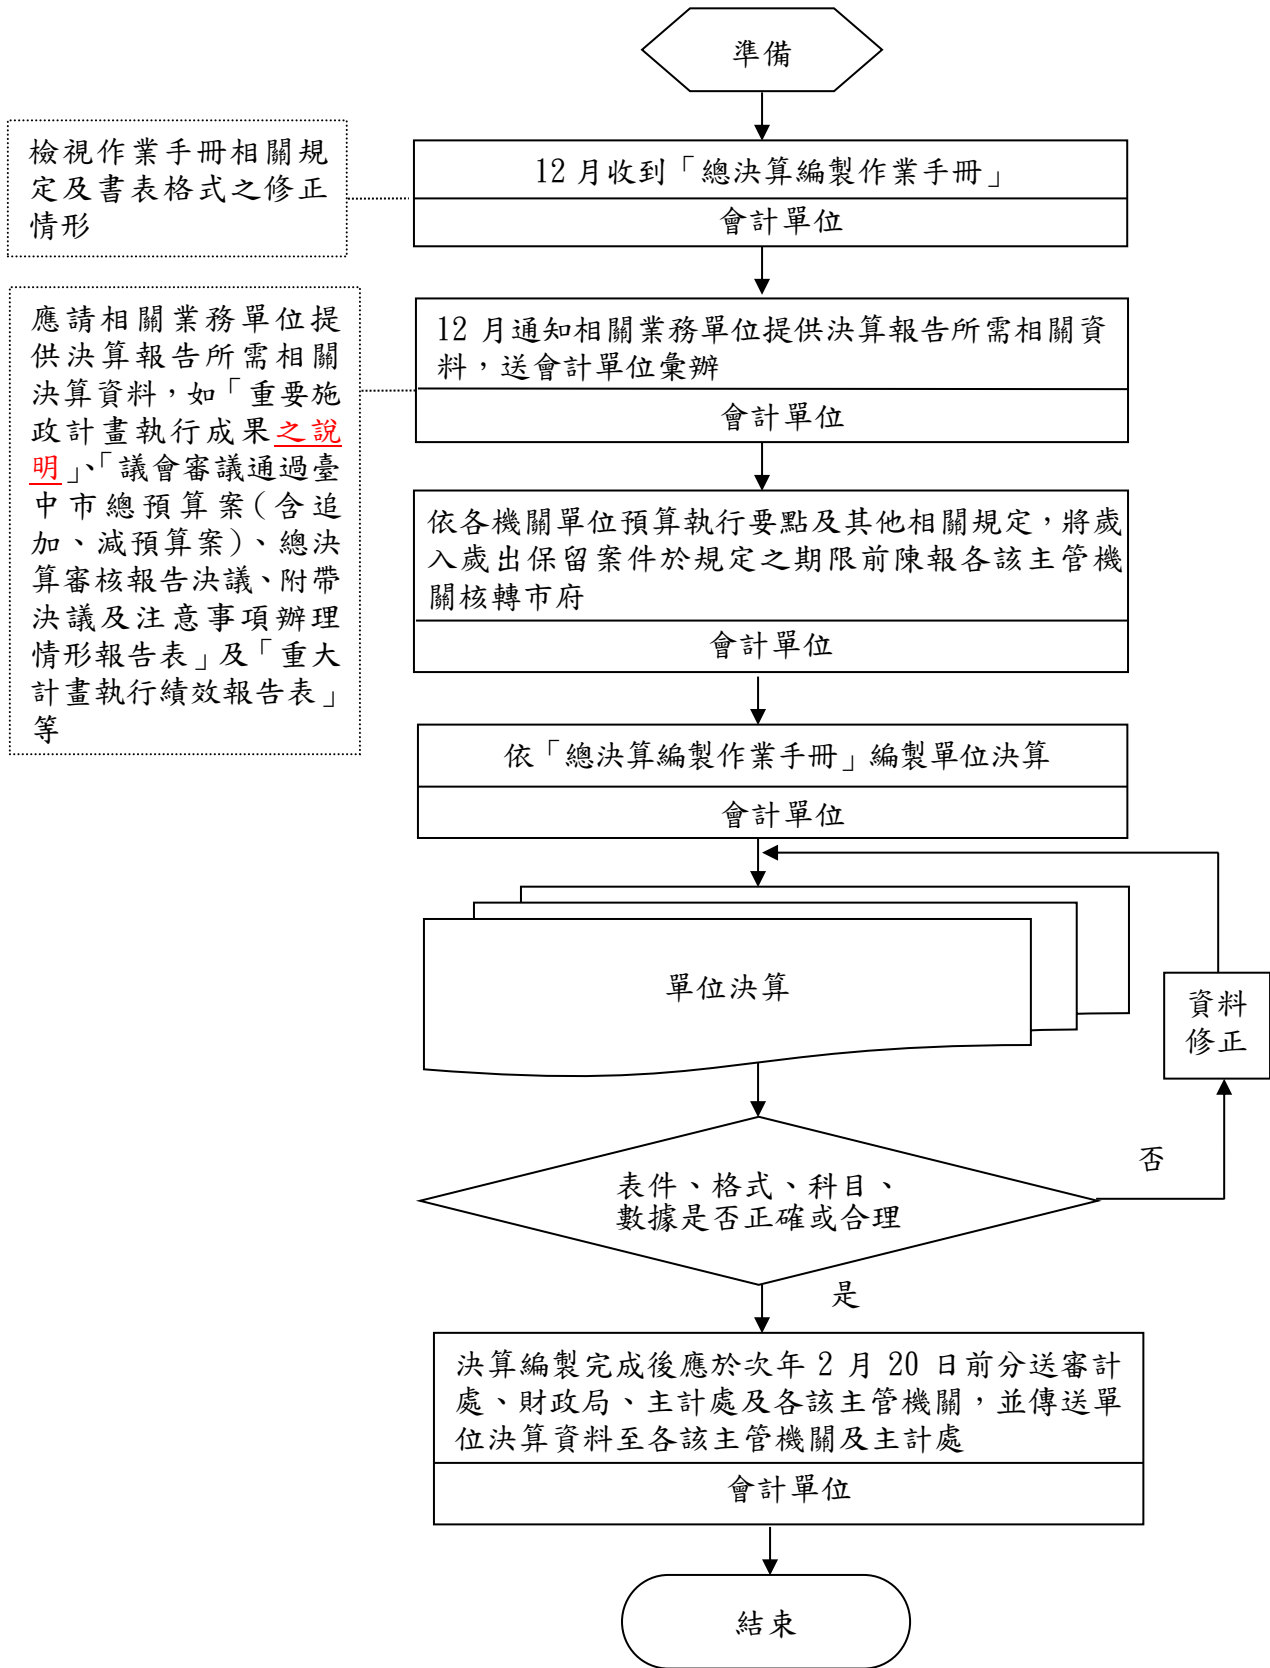 準備
檢視作業手冊相關規
定及書表格式之修正
情形
12 月收到「總決算編製作業手冊」
會計單位
應請相關業務單位提
供決算報告所需相關
決算資料，如「重要施
政計畫執行成果之說
明」、「議會審議通過臺
中市總預算案(含追
加、減預算案)、總決
算審核報告決議、附帶
決議及注意事項辦理
情形報告表」及「重大
計畫執行績效報告表」
等
12 月通知相關業務單位提供決算報告所需相關資
料，送會計單位彙辦
會計單位
依各機關單位預算執行要點及其他相關規定，將歲
入歲出保留案件於規定之期限前陳報各該主管機
關核轉市府
會計單位
依「總決算編製作業手冊」編製單位決算
會計單位
單位決算
資料
修正
表件、格式、科目、
數據是否正確或合理
否
是
決算編製完成後應於次年 2 月 20 日前分送審計
處、財政局、主計處及各該主管機關，並傳送單
位決算資料至各該主管機關及主計處
會計單位
結束